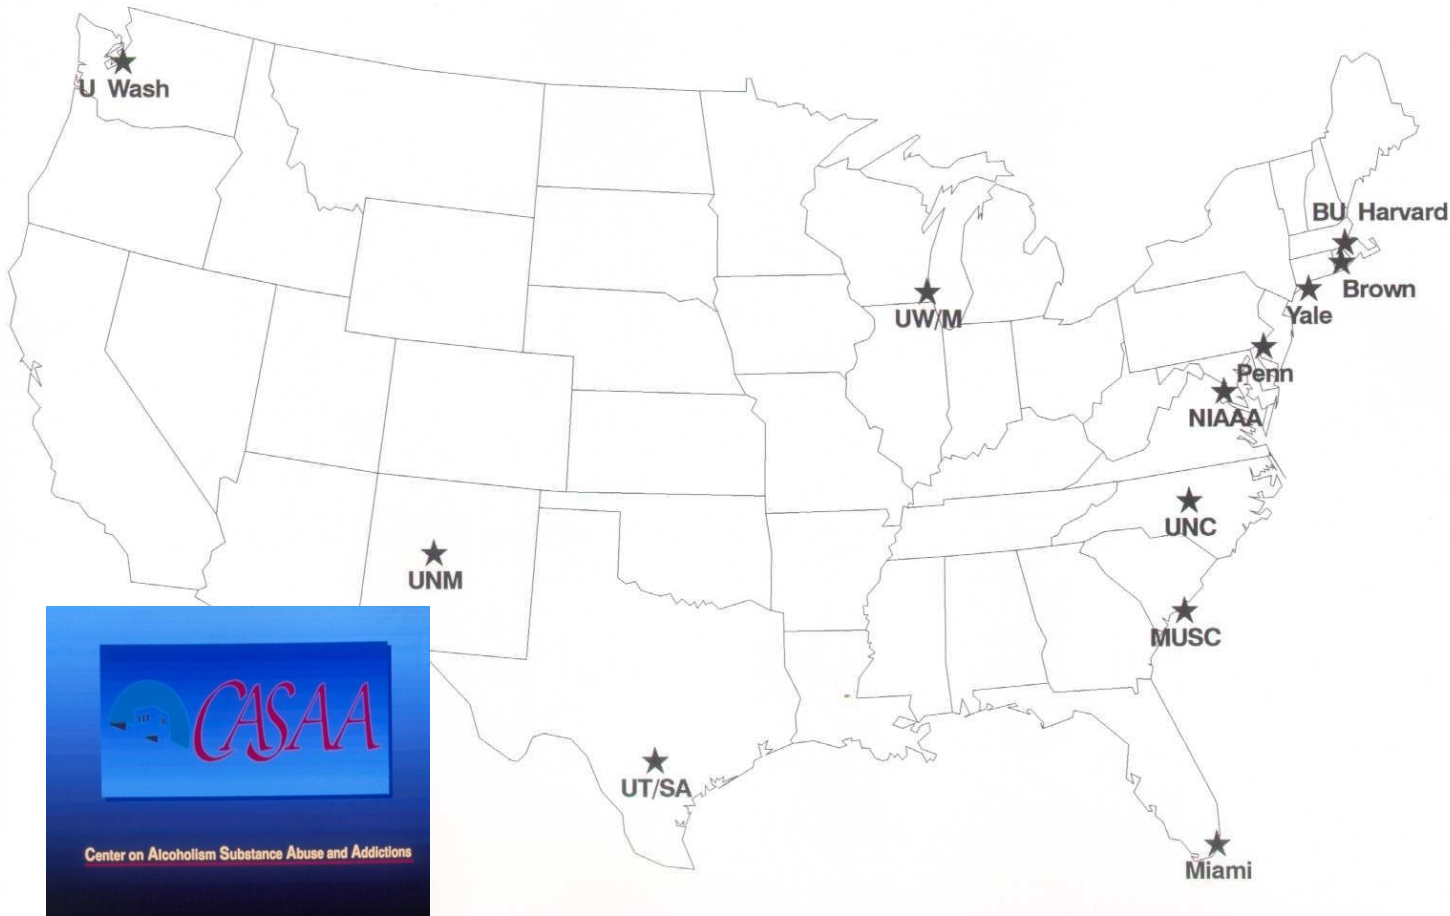 U Wash
BU Harvard
Brown
Yale
UW/M
Penn
NIAAA
UNC
UNM
MUSC
UT/SA
Miami
CASAA
Center on Alcoholism Substance Abuse and Addictions